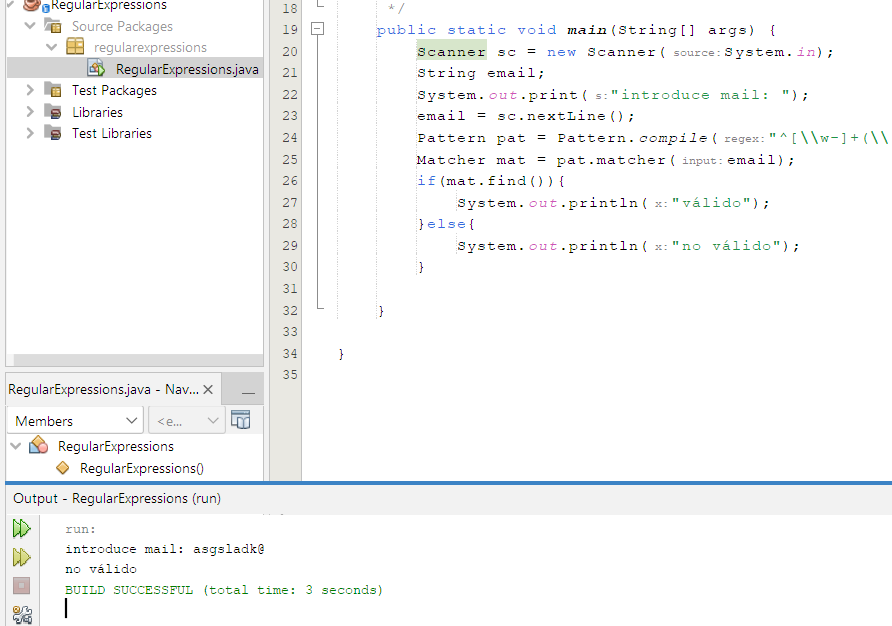 RegularExpressions
Source Packages
regularexpressions
RegularExpressions.java
Test Packages
Libraries
Test Libraries
18 */
19 public static void main(String[] args) {
20 Scanner sc = new Scanner( source: System.in);
21 String email;
22 System.out.print( s: "introduce mail: ");
23 email = sc.nextLine();
24 Pattern pat = Pattern.compile( regex: "^[\\w-]+(\\
25 Matcher mat = pat.matcher( input: email);
26 if(mat.find()){
27 System.out.println( x: "válido");
28 }else{
29 System.out.println( x: "no válido");
30 }
31
32 }
33
34 }
35
RegularExpressions.java - Nav...
Members
<e...
RegularExpressions
RegularExpressions()
Output - RegularExpressions (run)
run:
introduce mail: asgsladk@
no válido
BUILD SUCCESSFUL (total time: 3 seconds)